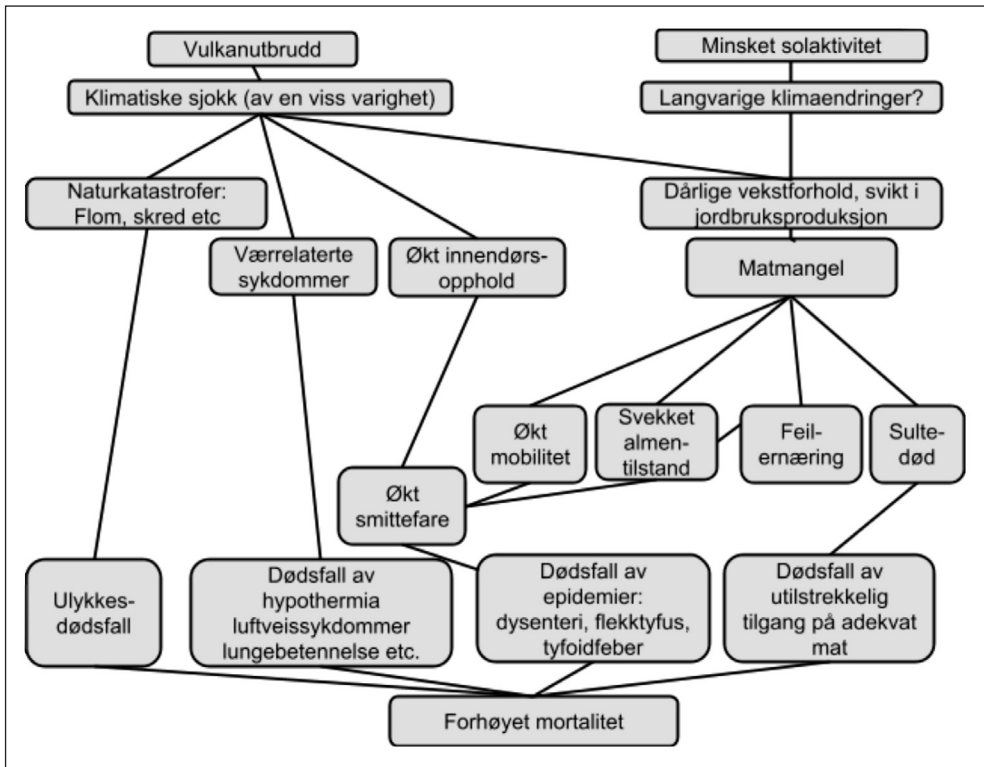 Vulkanutbrudd
Minsket solaktivitet
Klimatiske sjokk (av en viss varighet)
Langvarige klimaendringer?
Naturkatastrofer:
Flom, skred etc
Dårlige vekstforhold, svikt i
jordbruksproduksjon
Værrelaterte
sykdommer
Økt innendørs-
opphold
Matmangel
Økt
mobilitet
Svekket
almen-
tilstand
Feil-
ernæring
Sulte-
død
Økt
smittefare
Ulykkes-
dødsfall
Dødsfall av
hypothermia
luftveissykdommer
lungebetennelse etc.
Dødsfall av
epidemier:
dysenteri, flekktyfus,
tyfoidfeber
Dødsfall av
utilstrekkelig
tilgang på adekvat
mat
Forhøyet mortalitet